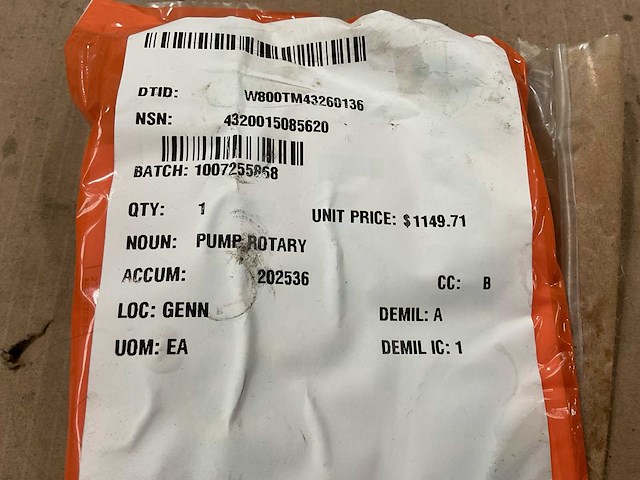 DTID: W800TM43260136
NSN: 4320015085620
BATCH: 1007255868
QTY: 1 UNIT PRICE: $1149.71
NOUN: PUMP ROTARY
ACCUM: 202536 CC: B
LOC: GENN DEMIL: A
UOM: EA DEMIL IC: 1